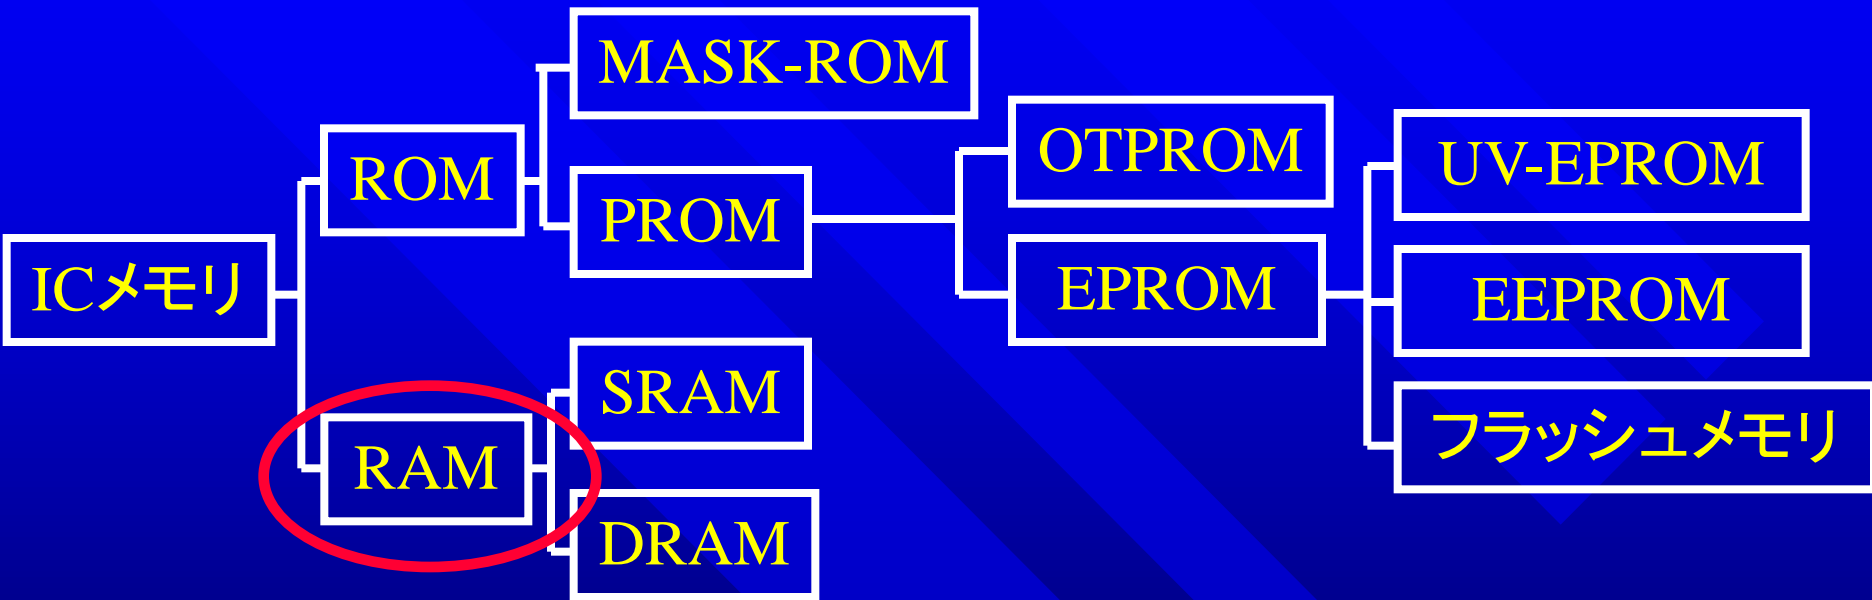 ICメモリ
ROM
MASK-ROM
PROM
OTPROM
EPROM
UV-EPROM
EEPROM
フラッシュメモリ
RAM
SRAM
DRAM